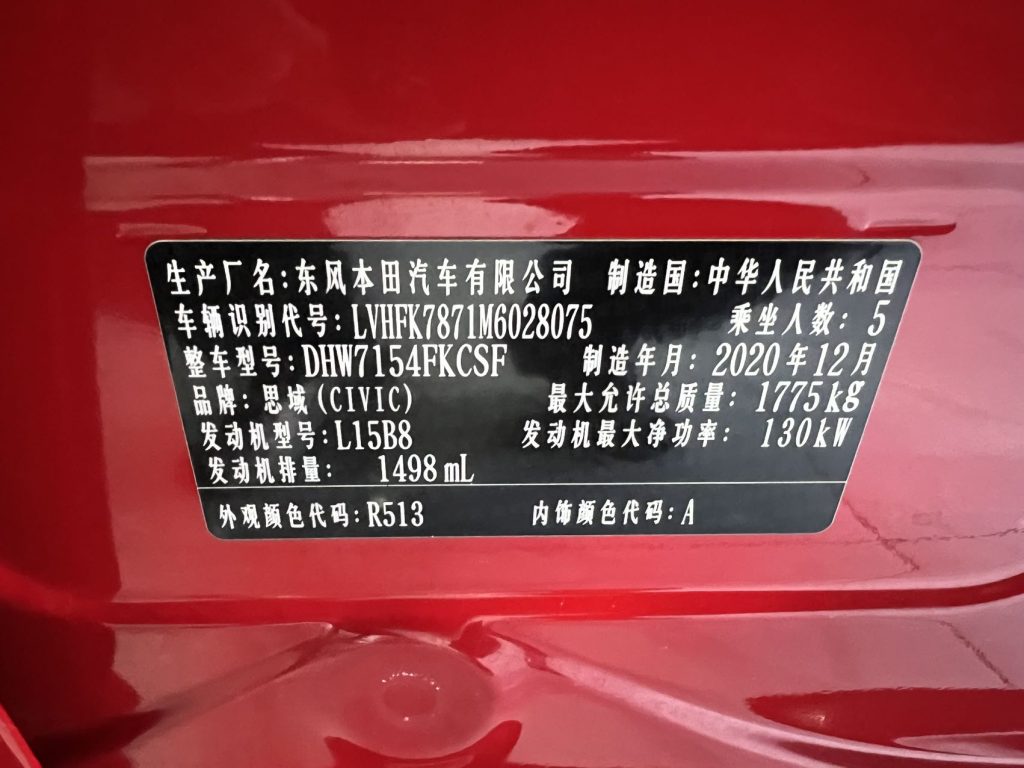 生产厂名:东风本田汽车有限公司 制造国:中华人民共和国
车辆识别代号:LVHFK7871M6028075 乘坐人数: 5
整车型号:DHW7154FKCSF 制造年月: 2020年12月
品牌: 思域(CIVIC) 最大允许总质量: 1775kg
发动机型号:L15B8 发动机最大净功率: 130kW
发动机排量: 1498mL
外观颜色代码:R513 内饰颜色代码:A